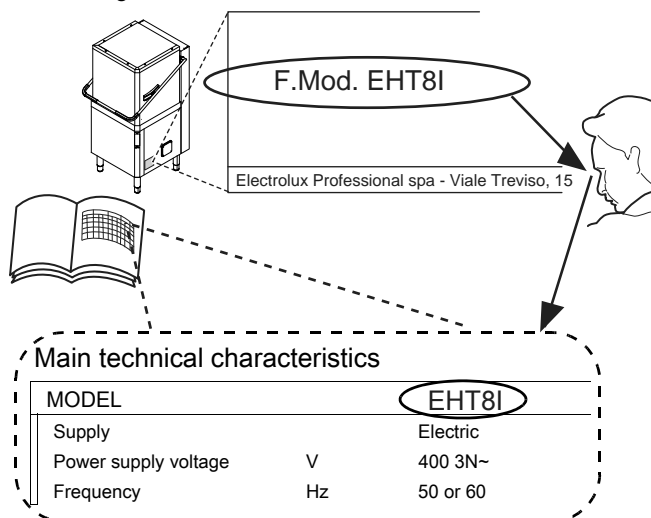 F.Mod. EHT8I
Electrolux Professional spa - Viale Treviso, 15
Main technical characteristics
MODEL EHT8I
Supply Electric
Power supply voltage V 400 3N~
Frequency Hz 50 or 60